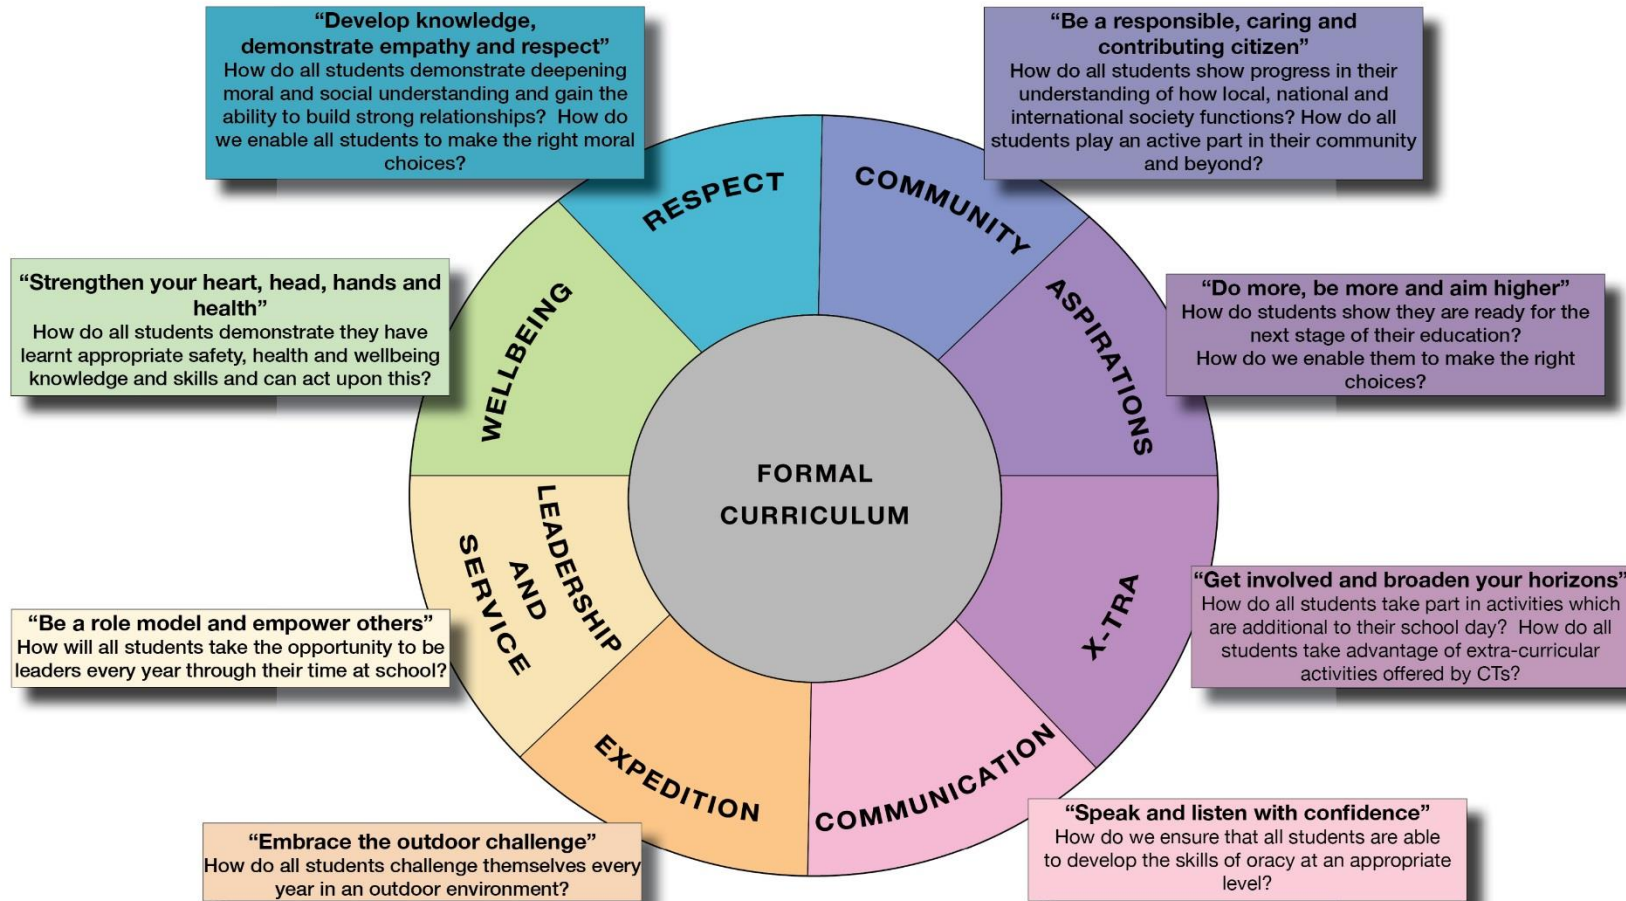 “Develop knowledge,
demonstrate empathy and respect”
How do all students demonstrate deepening
moral and social understanding and gain the
ability to build strong relationships? How do
we enable all students to make the right moral
choices?
“Be a responsible, caring and
contributing citizen”
How do all students show progress in their
understanding of how local, national and
international society functions? How do all
students play an active part in their community
and beyond?
RESPECT
COMMUNITY
“Strengthen your heart, head, hands and
health”
How do all students demonstrate they have
learnt appropriate safety, health and wellbeing
knowledge and skills and can act upon this?
WELLBEING
ASPIRATIONS
“Do more, be more and aim higher”
How do students show they are ready for the
next stage of their education?
How do we enable them to make the right
choices?
FORMAL
CURRICULUM
“Be a role model and empower others”
How will all students take the opportunity to be
leaders every year through their time at school?
LEADERSHIP
AND
SERVICE
X-TRA
“Get involved and broaden your horizons”
How do all students take part in activities which
are additional to their school day? How do all
students take advantage of extra-curricular
activities offered by CTs?
EXPEDITION
COMMUNICATION
“Embrace the outdoor challenge”
How do all students challenge themselves every
year in an outdoor environment?
“Speak and listen with confidence”
How do we ensure that all students are able
to develop the skills of oracy at an appropriate
level?